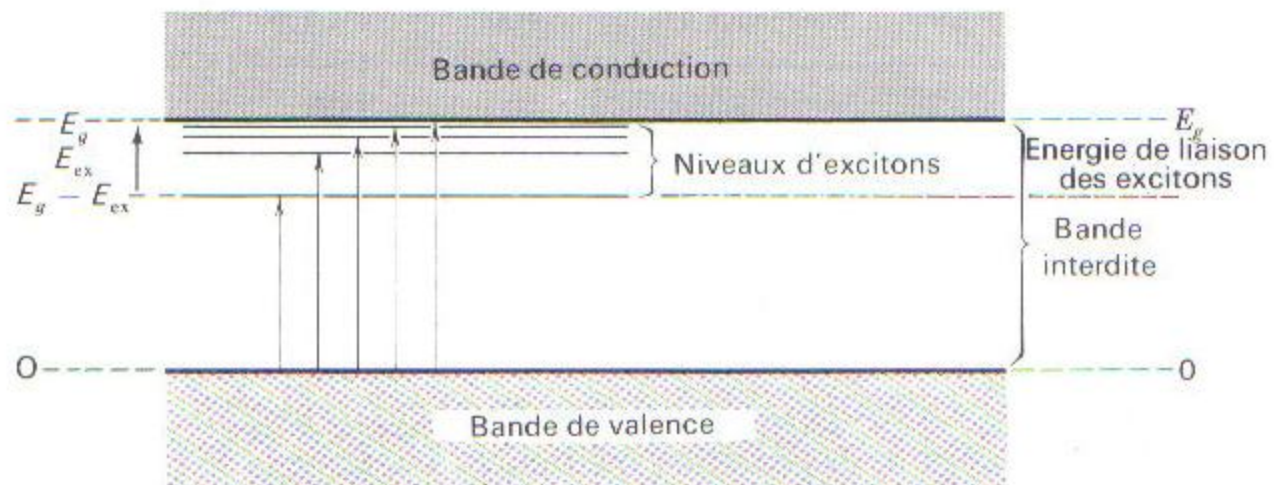 Bande de conduction
E_g
E_g
E_ex
Energie de liaison
des excitons
Niveaux d'excitons
E_g — E_ex
Bande
interdite
O
0
Bande de valence